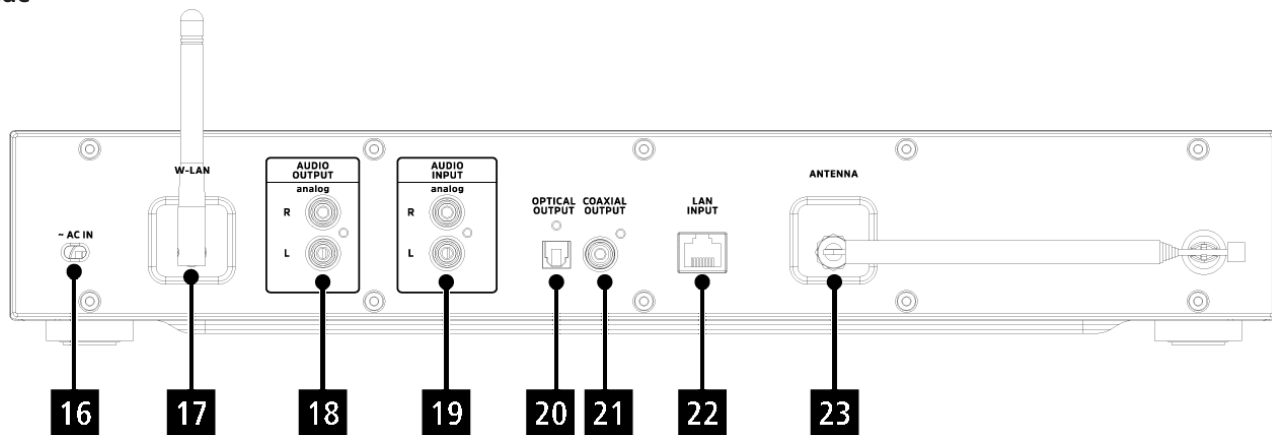 W-LAN
AUDIO
OUTPUT
analog
R
L
AUDIO
INPUT
analog
R
L
OPTICAL
OUTPUT
COAXIAL
OUTPUT
LAN
INPUT
ANTENNA
~ AC IN
16
17
18
19
20
21
22
23